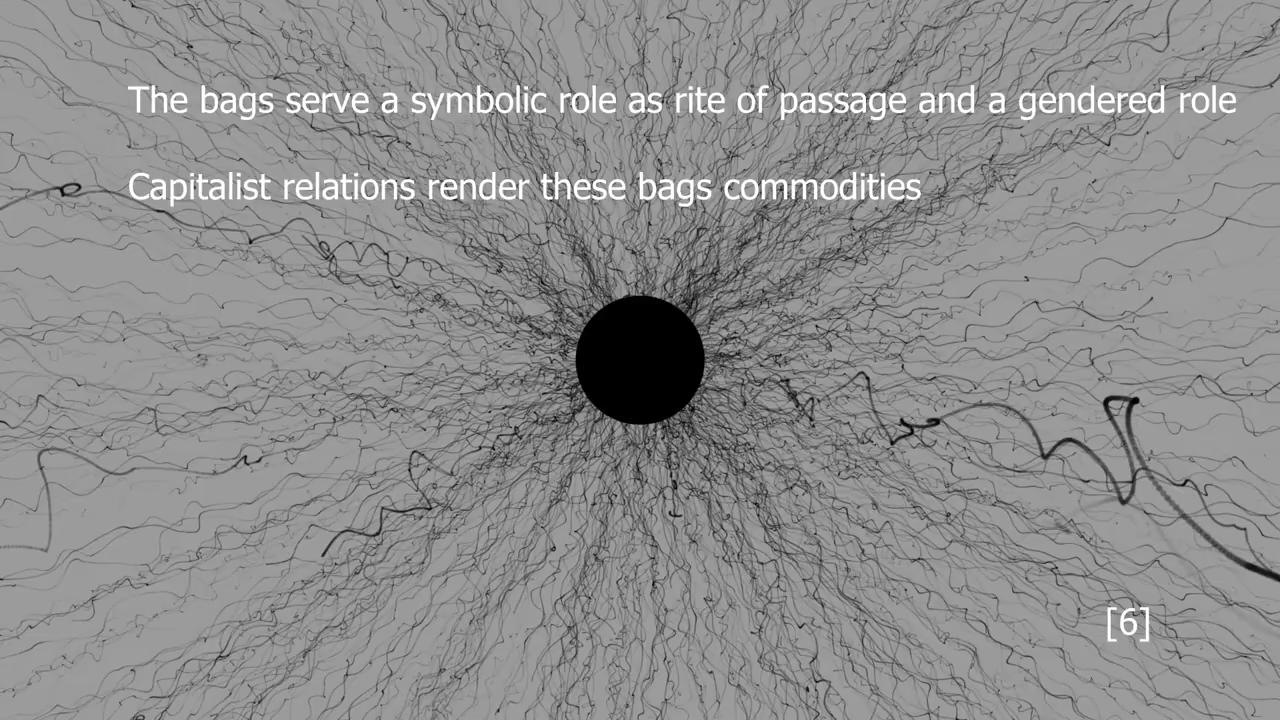 The bags serve a symbolic role as rite of passage and a gendered role
Capitalist relations render these bags commodities
[6]